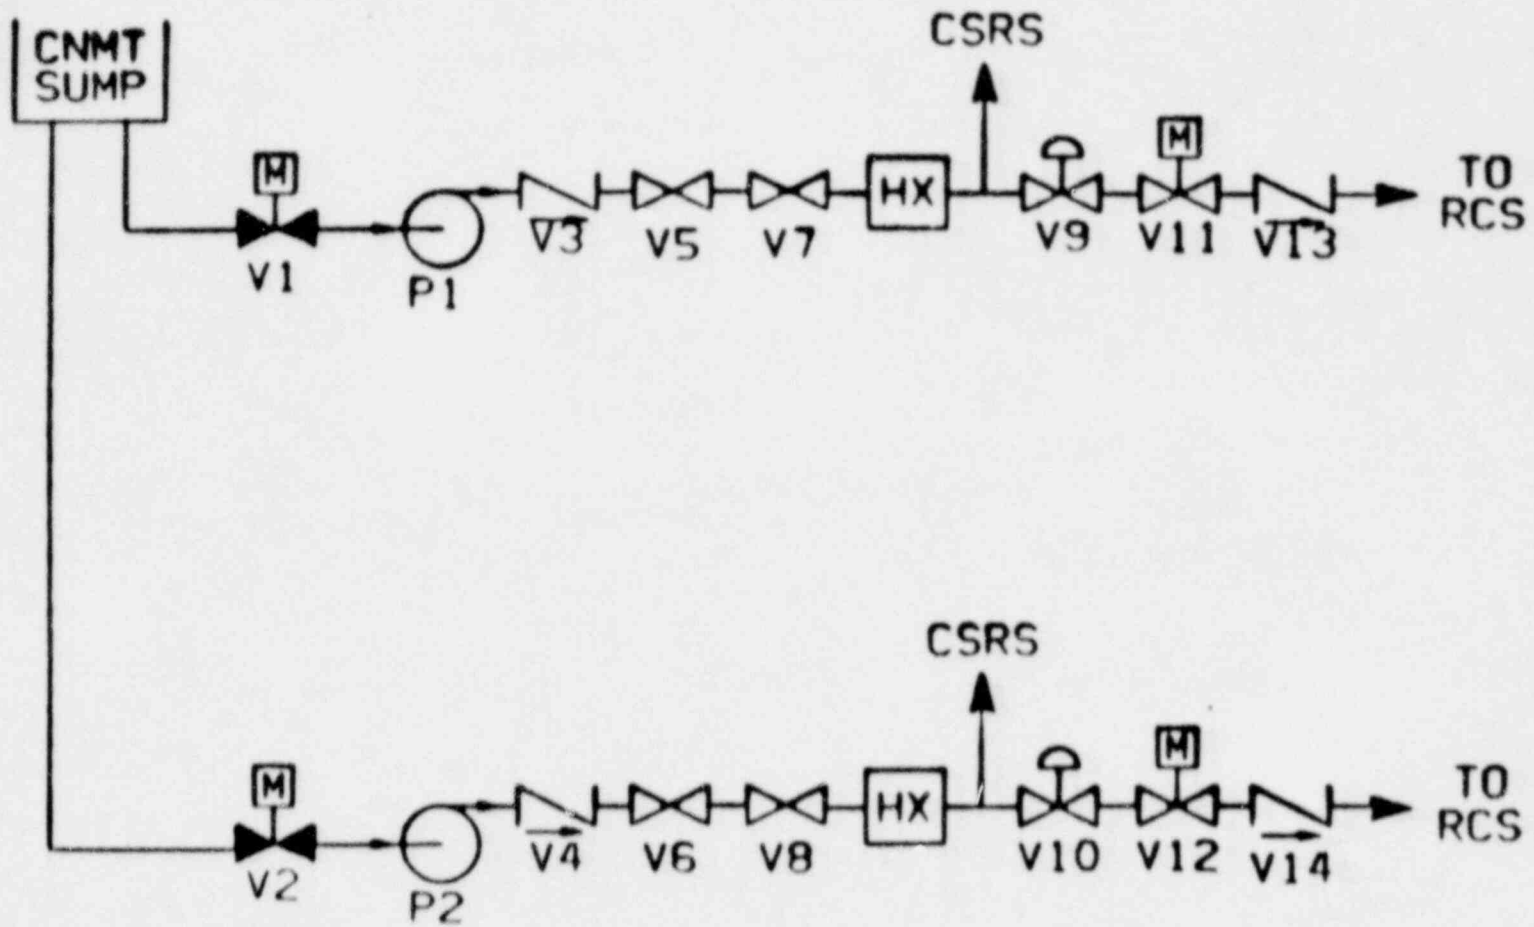 CNMT
SUMP
CSRS
M
M
HX
TO
RCS
V1
P1
V3
V5
V7
V9
V11
V13
CSRS
M
M
HX
TO
RCS
V2
P2
V4
V6
V8
V10
V12
V14